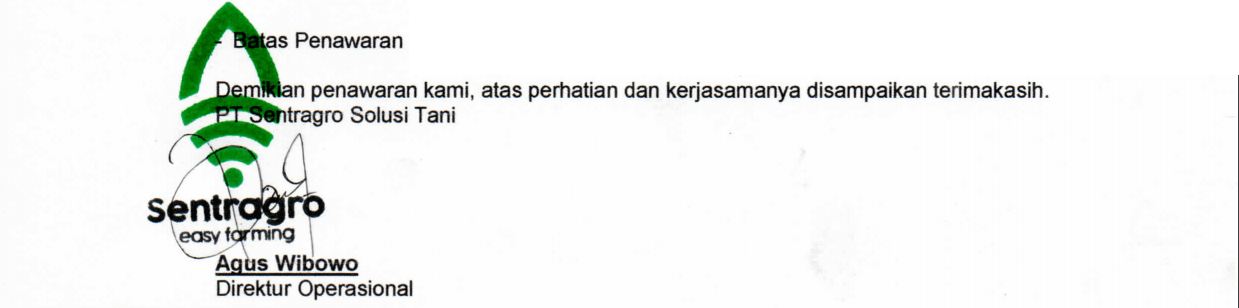 - Batas Penawaran
Demikian penawaran kami, atas perhatian dan kerjasamanya disampaikan terimakasih.
PT Sentragro Solusi Tani
sentragro
easy farming
Agus Wibowo
Direktur Operasional